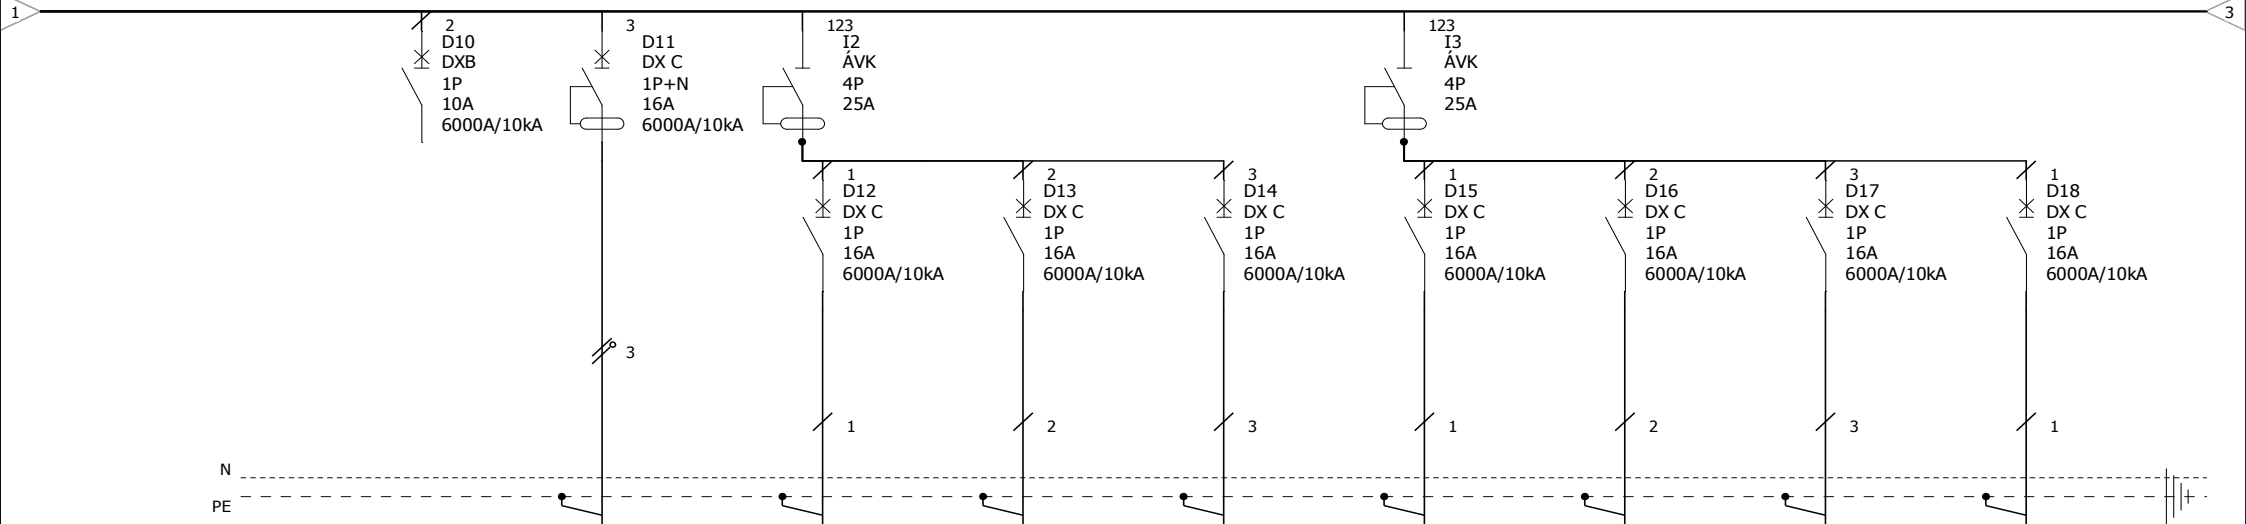 1
3
2
D10
DXB
1P
10A
6000A/10kA
3
D11
DX C
1P+N
16A
6000A/10kA
123
I2
ÁVK
4P
25A
123
I3
ÁVK
4P
25A
1
D12
DX C
1P
16A
6000A/10kA
2
D13
DX C
1P
16A
6000A/10kA
3
D14
DX C
1P
16A
6000A/10kA
1
D15
DX C
1P
16A
6000A/10kA
2
D16
DX C
1P
16A
6000A/10kA
3
D17
DX C
1P
16A
6000A/10kA
1
D18
DX C
1P
16A
6000A/10kA
3
1
2
3
1
2
3
1
N
PE